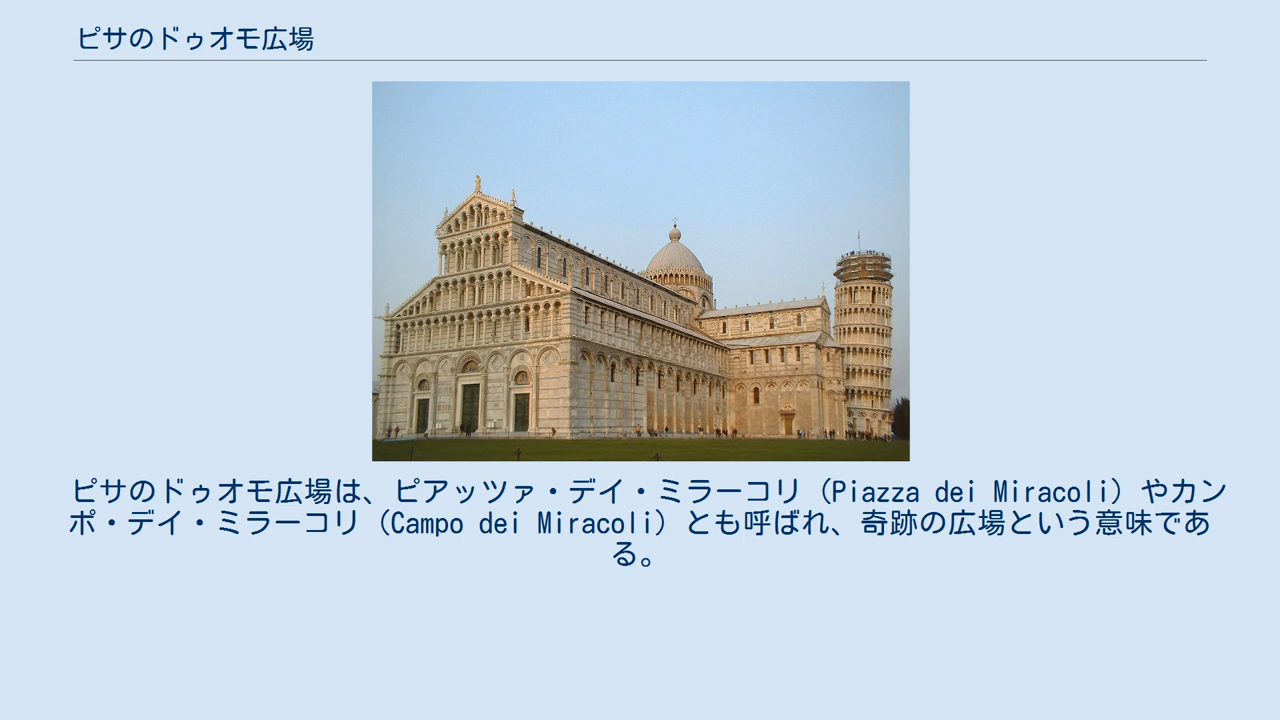 ピサのドゥオモ広場
ピサのドゥオモ広場は、ピアッツァ・デイ・ミラーコリ（Piazza dei Miracoli）やカン
ポ・デイ・ミラーコリ（Campo dei Miracoli）とも呼ばれ、奇跡の広場という意味であ
る。